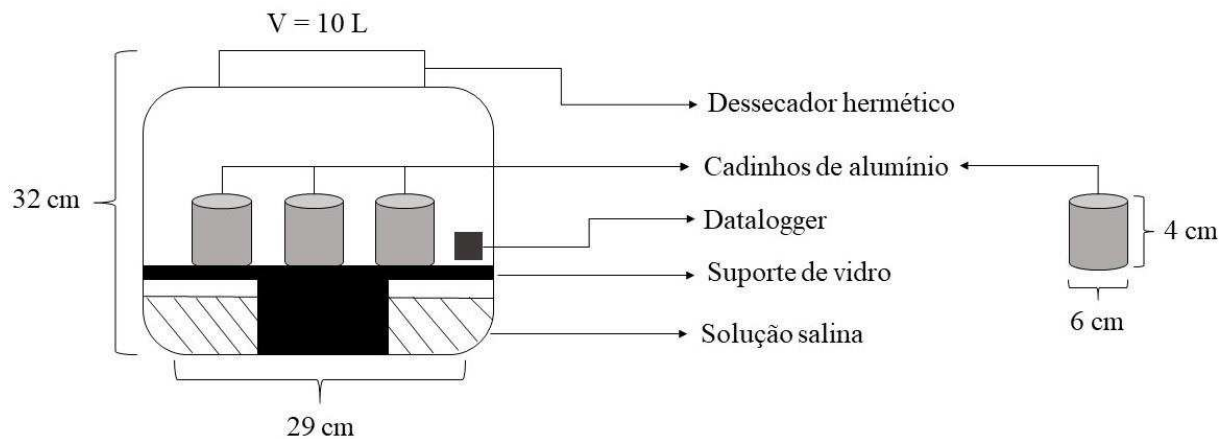 V = 10 L
Dessecador hermético
Cadinhos de alumínio
32 cm
Datalogger
4 cm
Suporte de vidro
6 cm
Solução salina
29 cm